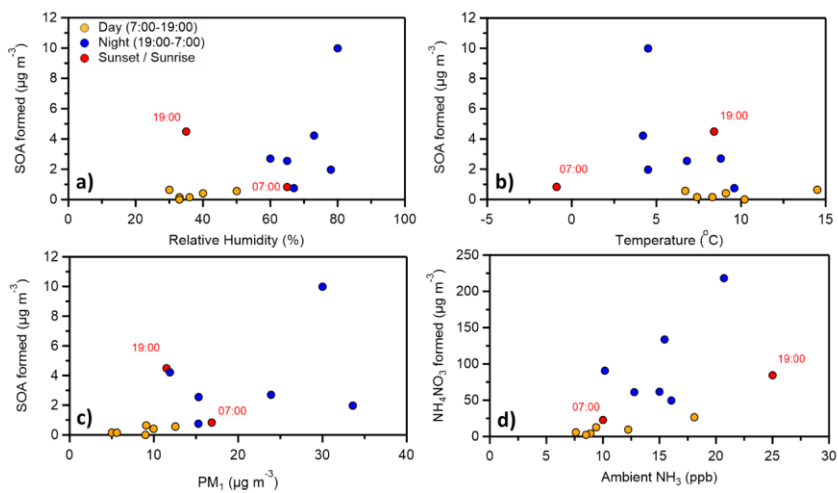 12
10
8
6
4
2
0
SOA formed (µg m⁻³)
Day (7:00-19:00)
Night (19:00-7:00)
Sunset / Sunrise
19:00
07:00
a)
0 20 40 60 80 100
Relative Humidity (%)
12
10
8
6
4
2
0
SOA formed (µg m⁻³)
19:00
07:00
b)
-5 0 5 10 15
Temperature (°C)
12
10
8
6
4
2
0
SOA formed (µg m⁻³)
19:00
07:00
c)
0 10 20 30 40
PM₁ (µg m⁻³)
250
200
150
100
50
0
NH₄NO₃ formed (µg m⁻³)
19:00
07:00
d)
0 5 10 15 20 25 30
Ambient NH₃ (ppb)